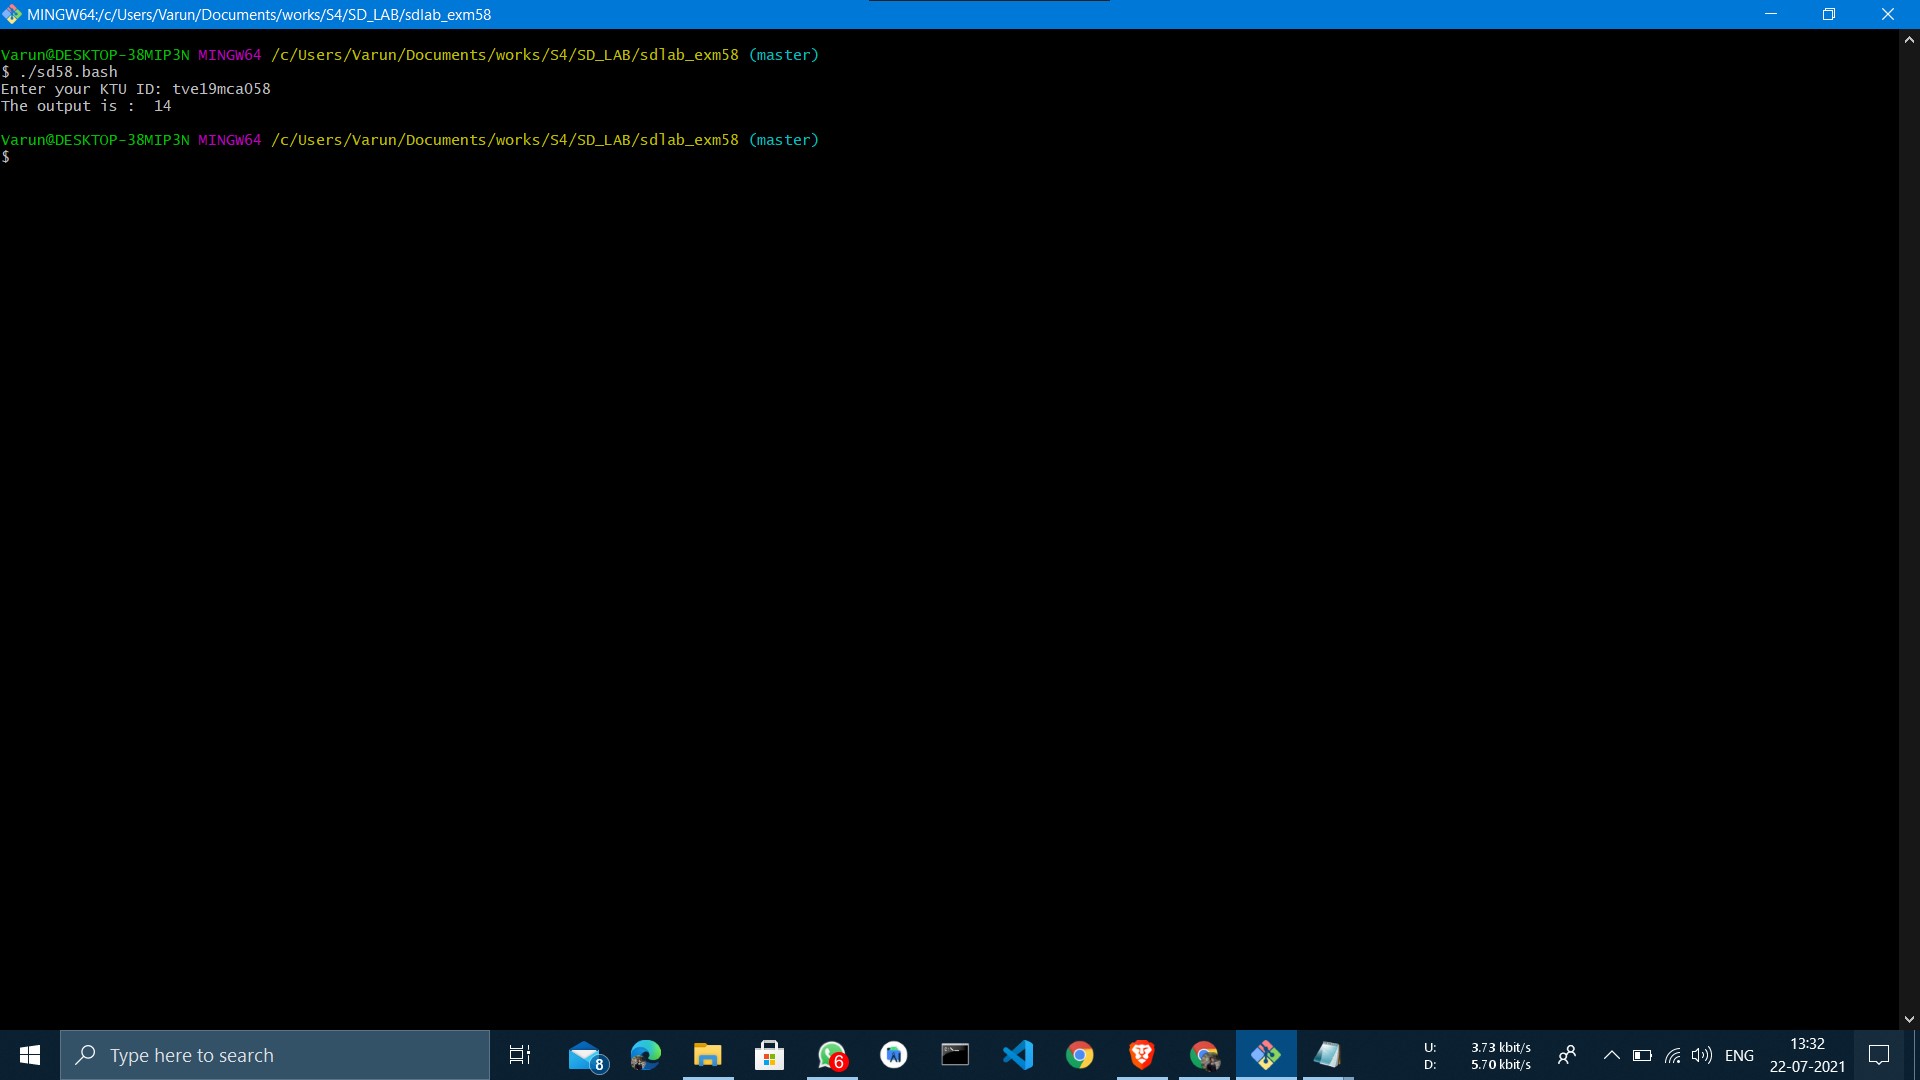 MINGW64:/c/Users/Varun/Documents/works/S4/SD_LAB/sdlab_exm58
Varun@DESKTOP-38MIP3N MINGW64 /c/Users/Varun/Documents/works/S4/SD_LAB/sdlab_exm58 (master)
$ ./sd58.bash
Enter your KTU ID: tve19mca058
The output is :  14
Varun@DESKTOP-38MIP3N MINGW64 /c/Users/Varun/Documents/works/S4/SD_LAB/sdlab_exm58 (master)
$
Type here to search
8
6
U: 3.73 kbit/s
D: 5.70 kbit/s
ENG
13:32
22-07-2021